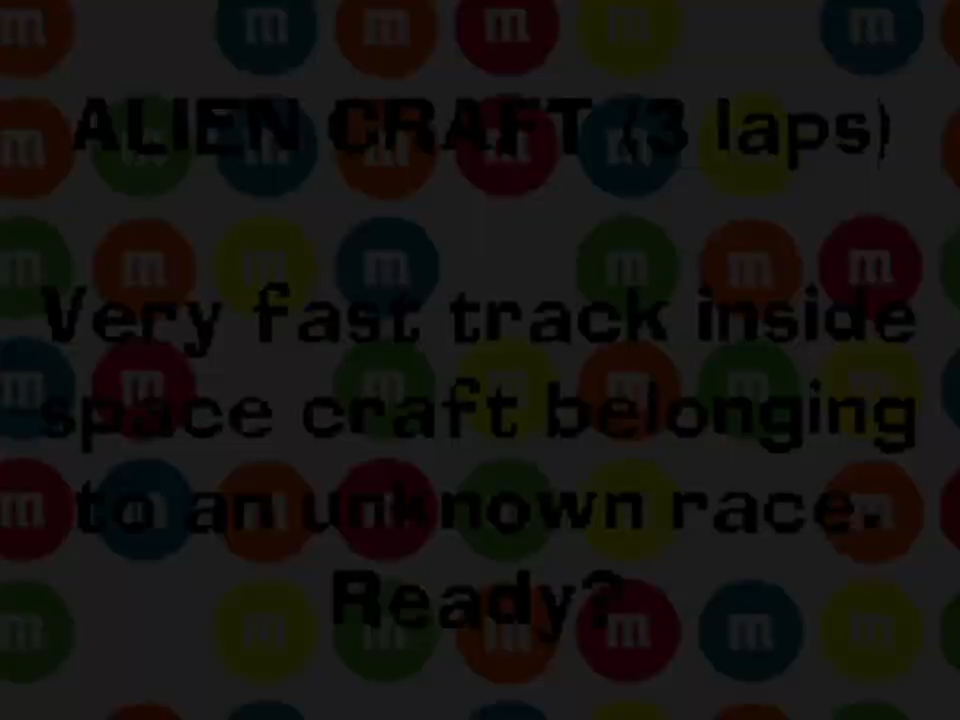 ALIEN CRAFT (3 laps)
Very fast track inside
space craft belonging
to an unknown race.
Ready?